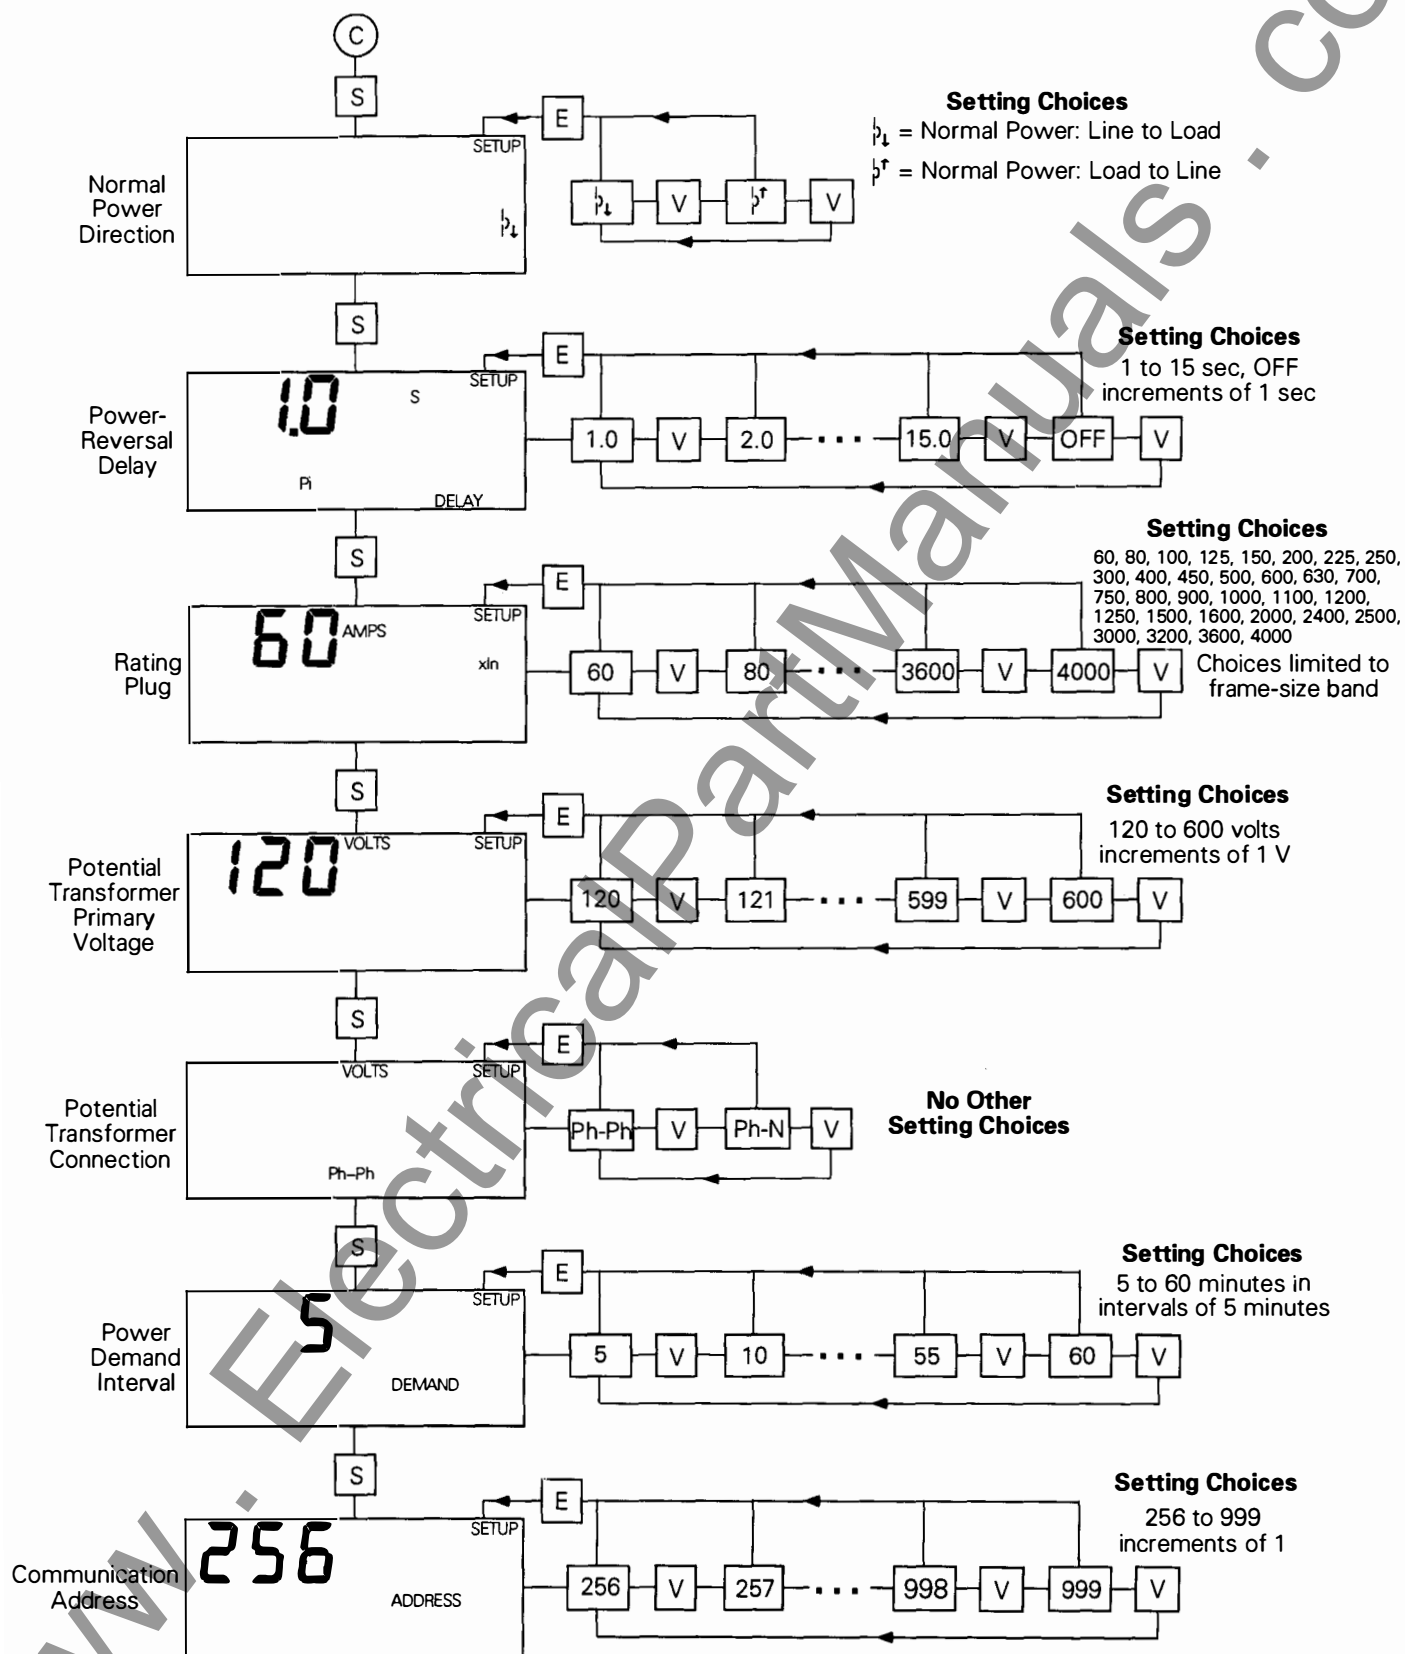 C
S
Normal
Power
Direction
SETUP
E
V
V
Setting Choices
= Normal Power: Line to Load
= Normal Power: Load to Line
S
Power-
Reversal
Delay
1.0
S
SETUP
Pi
DELAY
E
1.0 V 2.0 ··· 15.0 V OFF V
Setting Choices
1 to 15 sec, OFF
increments of 1 sec
S
Rating
Plug
60 AMPS
SETUP
xIn
E
60 V 80 ··· 3600 V 4000 V
Setting Choices
60, 80, 100, 125, 150, 200, 225, 250,
300, 400, 450, 500, 600, 630, 700,
750, 800, 900, 1000, 1100, 1200,
1250, 1500, 1600, 2000, 2400, 2500,
3000, 3200, 3600, 4000
Choices limited to
frame-size band
S
Potential
Transformer
Primary
Voltage
120 VOLTS
SETUP
E
120 V 121 ··· 599 V 600 V
Setting Choices
120 to 600 volts
increments of 1 V
S
Potential
Transformer
Connection
VOLTS
SETUP
Ph-Ph
E
Ph-Ph V Ph-N V
No Other
Setting Choices
S
Power
Demand
Interval
5
SETUP
DEMAND
E
5 V 10 ··· 55 V 60 V
Setting Choices
5 to 60 minutes in
intervals of 5 minutes
S
Communication
Address
256
SETUP
ADDRESS
E
256 V 257 ··· 998 V 999 V
Setting Choices
256 to 999
increments of 1
w . ElectricalPartManuals . co